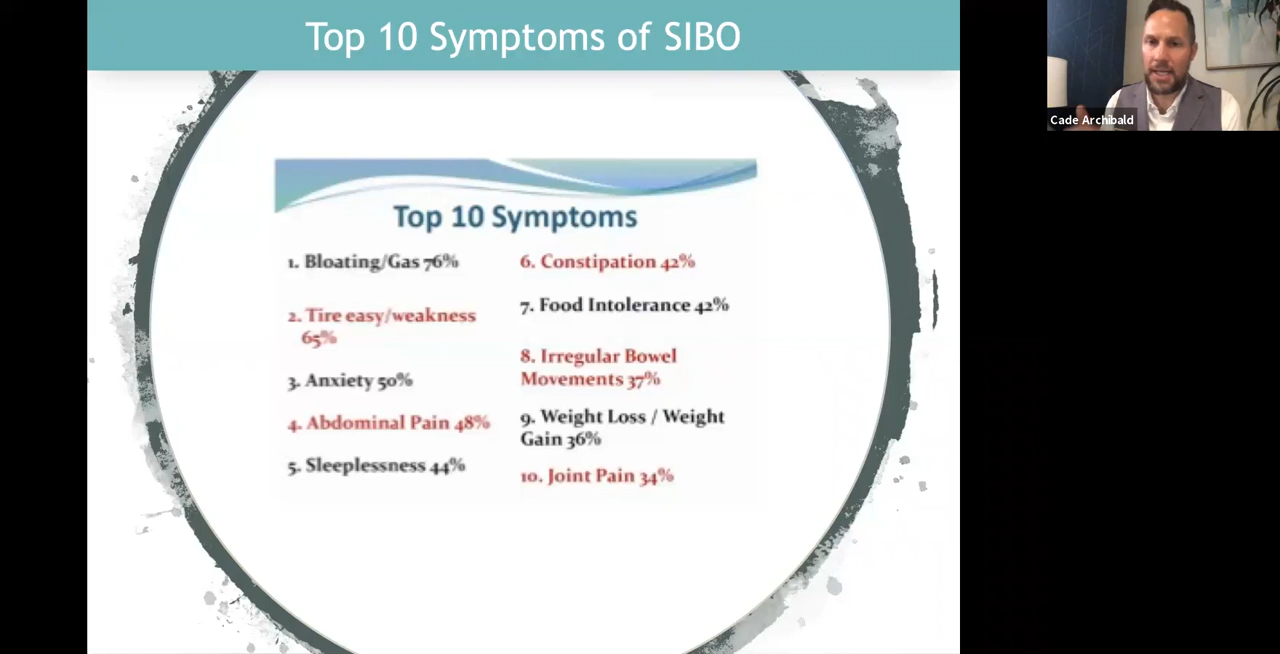 Top 10 Symptoms of SIBO
Cade Archibald
Top 10 Symptoms
1. Bloating/Gas 76%
2. Tire easy/weakness
65%
3. Anxiety 50%
4. Abdominal Pain 48%
5. Sleeplessness 44%
6. Constipation 42%
7. Food Intolerance 42%
8. Irregular Bowel
Movements 37%
9. Weight Loss / Weight
Gain 36%
10. Joint Pain 34%